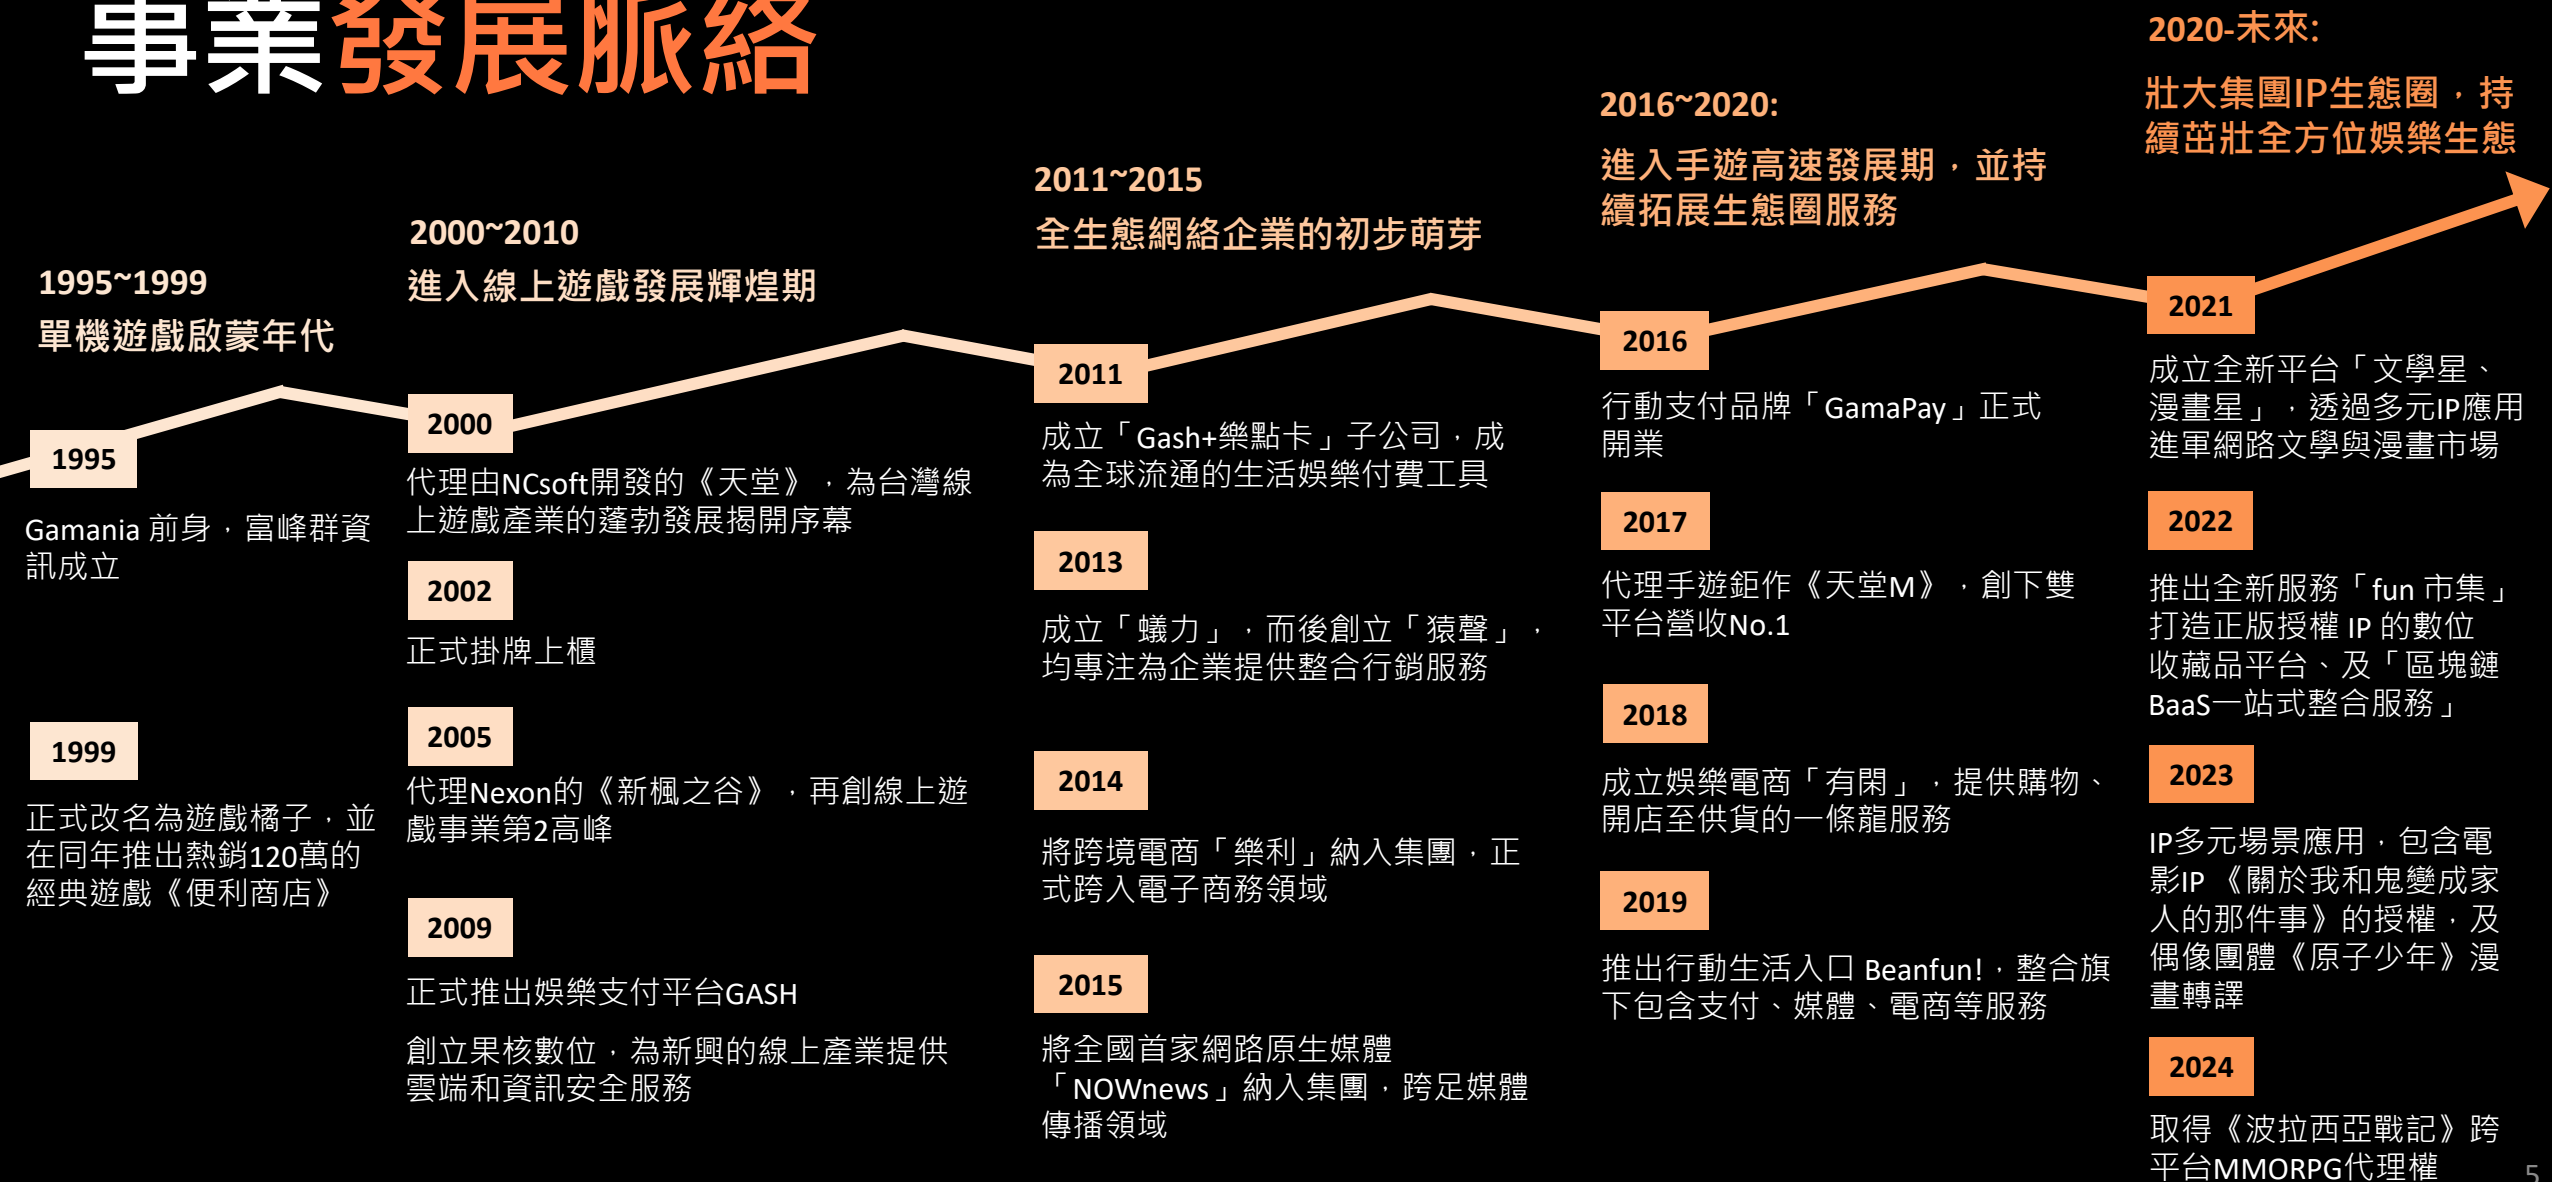 事業發展脈絡
1995~1999
單機遊戲啟蒙年代
1995
Gamania 前身，富峰群資
訊成立
1999
正式改名為遊戲橘子，並
在同年推出熱銷120萬的
經典遊戲《便利商店》
2000~2010
進入線上遊戲發展輝煌期
2000
代理由NCsoft開發的《天堂》，為台灣線
上遊戲產業的蓬勃發展揭開序幕
2002
正式掛牌上櫃
2005
代理Nexon的《新楓之谷》，再創線上遊
戲事業第2高峰
2009
正式推出娛樂支付平台GASH
創立果核數位，為新興的線上產業提供
雲端和資訊安全服務
2011~2015
全生態網絡企業的初步萌芽
2011
成立「Gash+樂點卡」子公司，成
為全球流通的生活娛樂付費工具
2013
成立「蟻力」，而後創立「猿聲」，
均專注為企業提供整合行銷服務
2014
將跨境電商「樂利」納入集團，正
式跨入電子商務領域
2015
將全國首家網路原生媒體
「NOWnews」納入集團，跨足媒體
傳播領域
2016~2020:
進入手遊高速發展期，並持
續拓展生態圈服務
2016
行動支付品牌「GamaPay」正式
開業
2017
代理手遊鉅作《天堂M》，創下雙
平台營收No.1
2018
成立娛樂電商「有閑」，提供購物、
開店至供貨的一條龍服務
2019
推出行動生活入口 Beanfun!，整合旗
下包含支付、媒體、電商等服務
2020-未來:
壯大集團IP生態圈，持
續茁壯全方位娛樂生態
2021
成立全新平台「文學星、
漫畫星」，透過多元IP應用
進軍網路文學與漫畫市場
2022
推出全新服務「fun 市集」
打造正版授權 IP 的數位
收藏品平台、及「區塊鏈
BaaS一站式整合服務」
2023
IP多元場景應用，包含電
影IP《關於我和鬼變成家
人的那件事》的授權，及
偶像團體《原子少年》漫
畫轉譯
2024
取得《波拉西亞戰記》跨
平台MMORPG代理權
5